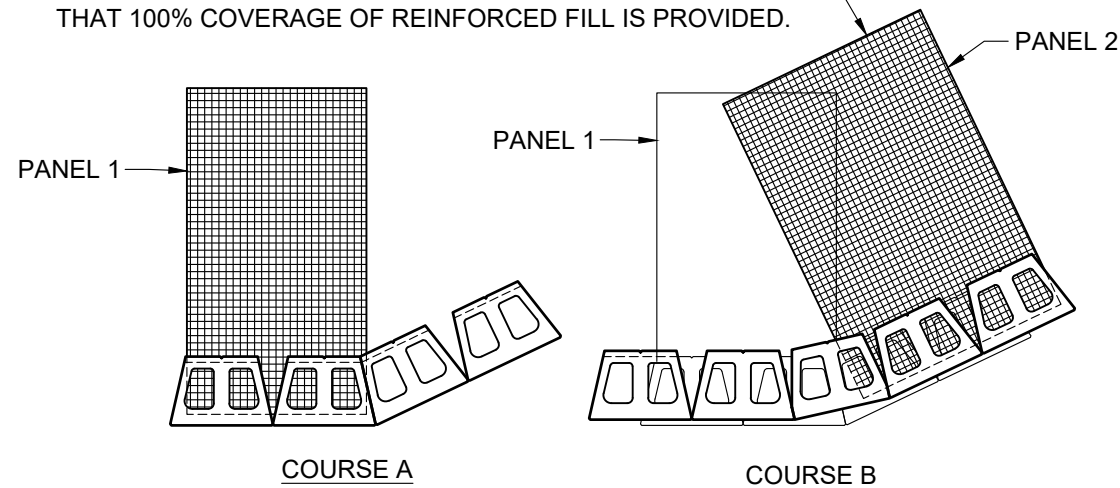 THAT 100% COVERAGE OF REINFORCED FILL IS PROVIDED.
PANEL 2
PANEL 1
PANEL 1
COURSE A
COURSE B